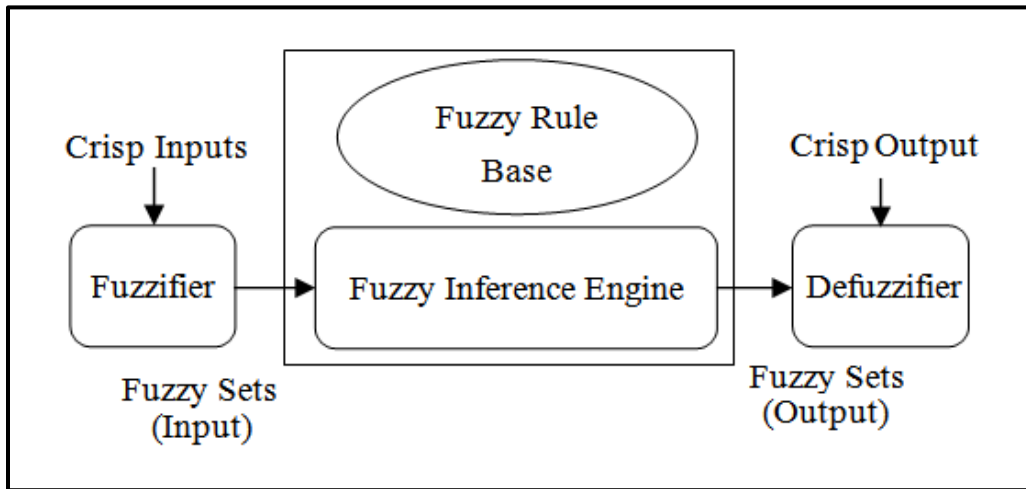 Fuzzy Rule
Base
Crisp Inputs
Crisp Output
Fuzzifier
Fuzzy Inference Engine
Defuzzifier
Fuzzy Sets
(Input)
Fuzzy Sets
(Output)